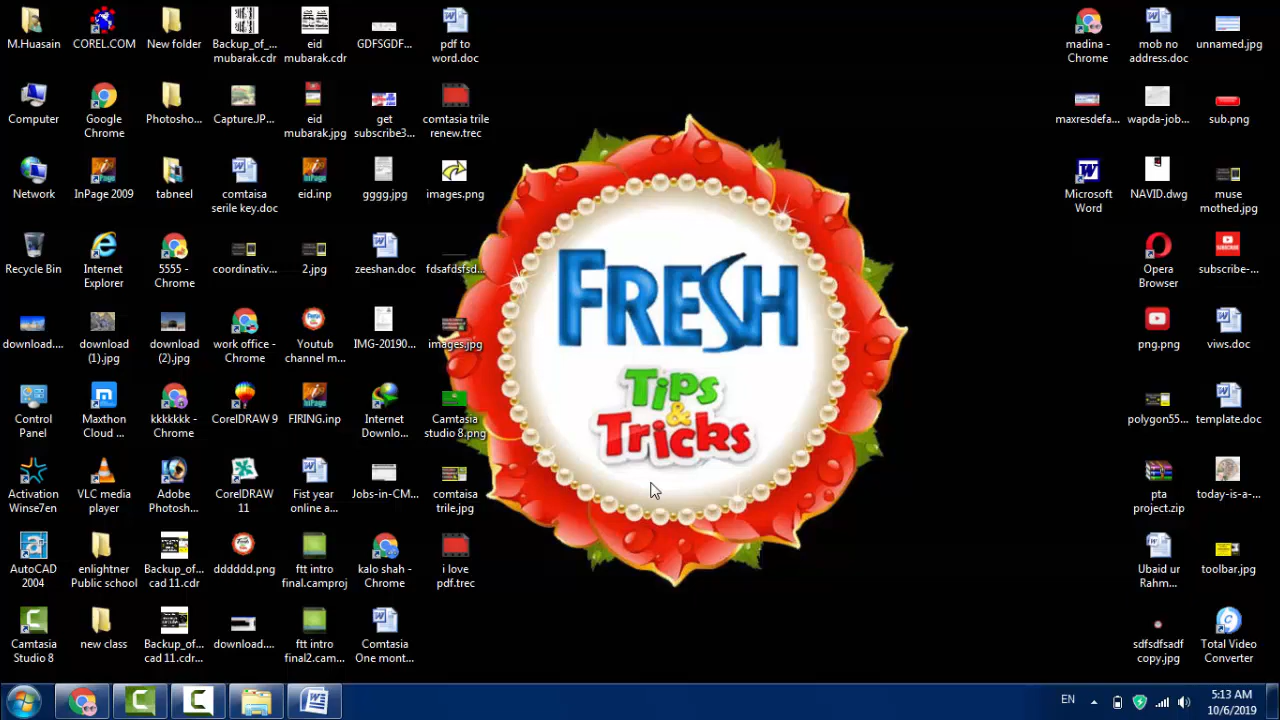 M.Huasain
COREL.COM
New folder
Backup_of_...
mubarak.cdr
eid
mubarak.cdr
GDFSGDF...
pdf to
word.doc
madina -
Chrome
mob no
address.doc
unnamed.jpg
Computer
Google
Chrome
Photosho...
Capture.JP...
eid
mubarak.jpg
get
subscribe3...
comtasia trile
renew.trec
maxresdefa...
wapda-job...
sub.png
Network
InPage 2009
tabneel
comtaisa
serile key.doc
eid.inp
gggg.jpg
images.png
Microsoft
Word
NAVID.dwg
muse
mothed.jpg
Recycle Bin
Internet
Explorer
5555 -
Chrome
coordinativ...
2.jpg
zeeshan.doc
fdsafdsfsd...
Opera
Browser
subscribe-...
FRESH
Tips
&
Tricks
download....
download
(1).jpg
download
(2).jpg
work office -
Chrome
Youtub
channel m...
IMG-20190...
images.jpg
png.png
viws.doc
Control
Panel
Maxthon
Cloud ...
kkkkkk -
Chrome
CorelDRAW 9
FIRING.inp
Internet
Downlo...
Camtasia
studio 8.png
polygon55...
template.doc
Activation
Winse7en
VLC media
player
Adobe
Photosh...
CorelDRAW
11
Fist year
online a...
Jobs-in-CM...
comtaisa
trile.jpg
pta
project.zip
today-is-a-...
AutoCAD
2004
enlightner
Public school
Backup_of...
cad 11.cdr
dddddd.png
ftt intro
final.camproj
kalo shah -
Chrome
i love
pdf.trec
Ubaid ur
Rahm...
toolbar.jpg
Camtasia
Studio 8
new class
Backup_of...
cad 11.cdr...
download....
ftt intro
final2.cam...
Comtasia
One mont...
sdfsdfsadf
copy.jpg
Total Video
Converter
EN
5:13 AM
10/6/2019